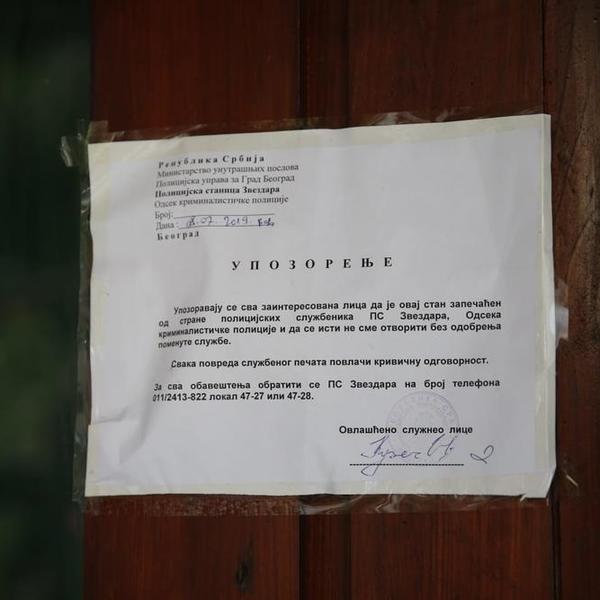 Република Србија
Министарство унутрашњих послова
Полицијска управа за Град Београд
Полицијска станица Звездара
Одсек криминалистичке полиције
Број:
Дана: 07. 2019.
Београд
УПОЗОРЕЊЕ
Упозоравају се сва заинтересована лица да је овај стан запечаћен
од стране полицијских службеника ПС Звездара, Одсека
криминалистичке полиције и да се исти не сме отворити без одобрења
поменуте службе.
Свака повреда службеног печата повлачи кривичну одговорност.
За сва обавештења обратити се ПС Звездара на број телефона
011/2413-822 локал 47-27 или 47-28.
Овлашћено служнео лице
2